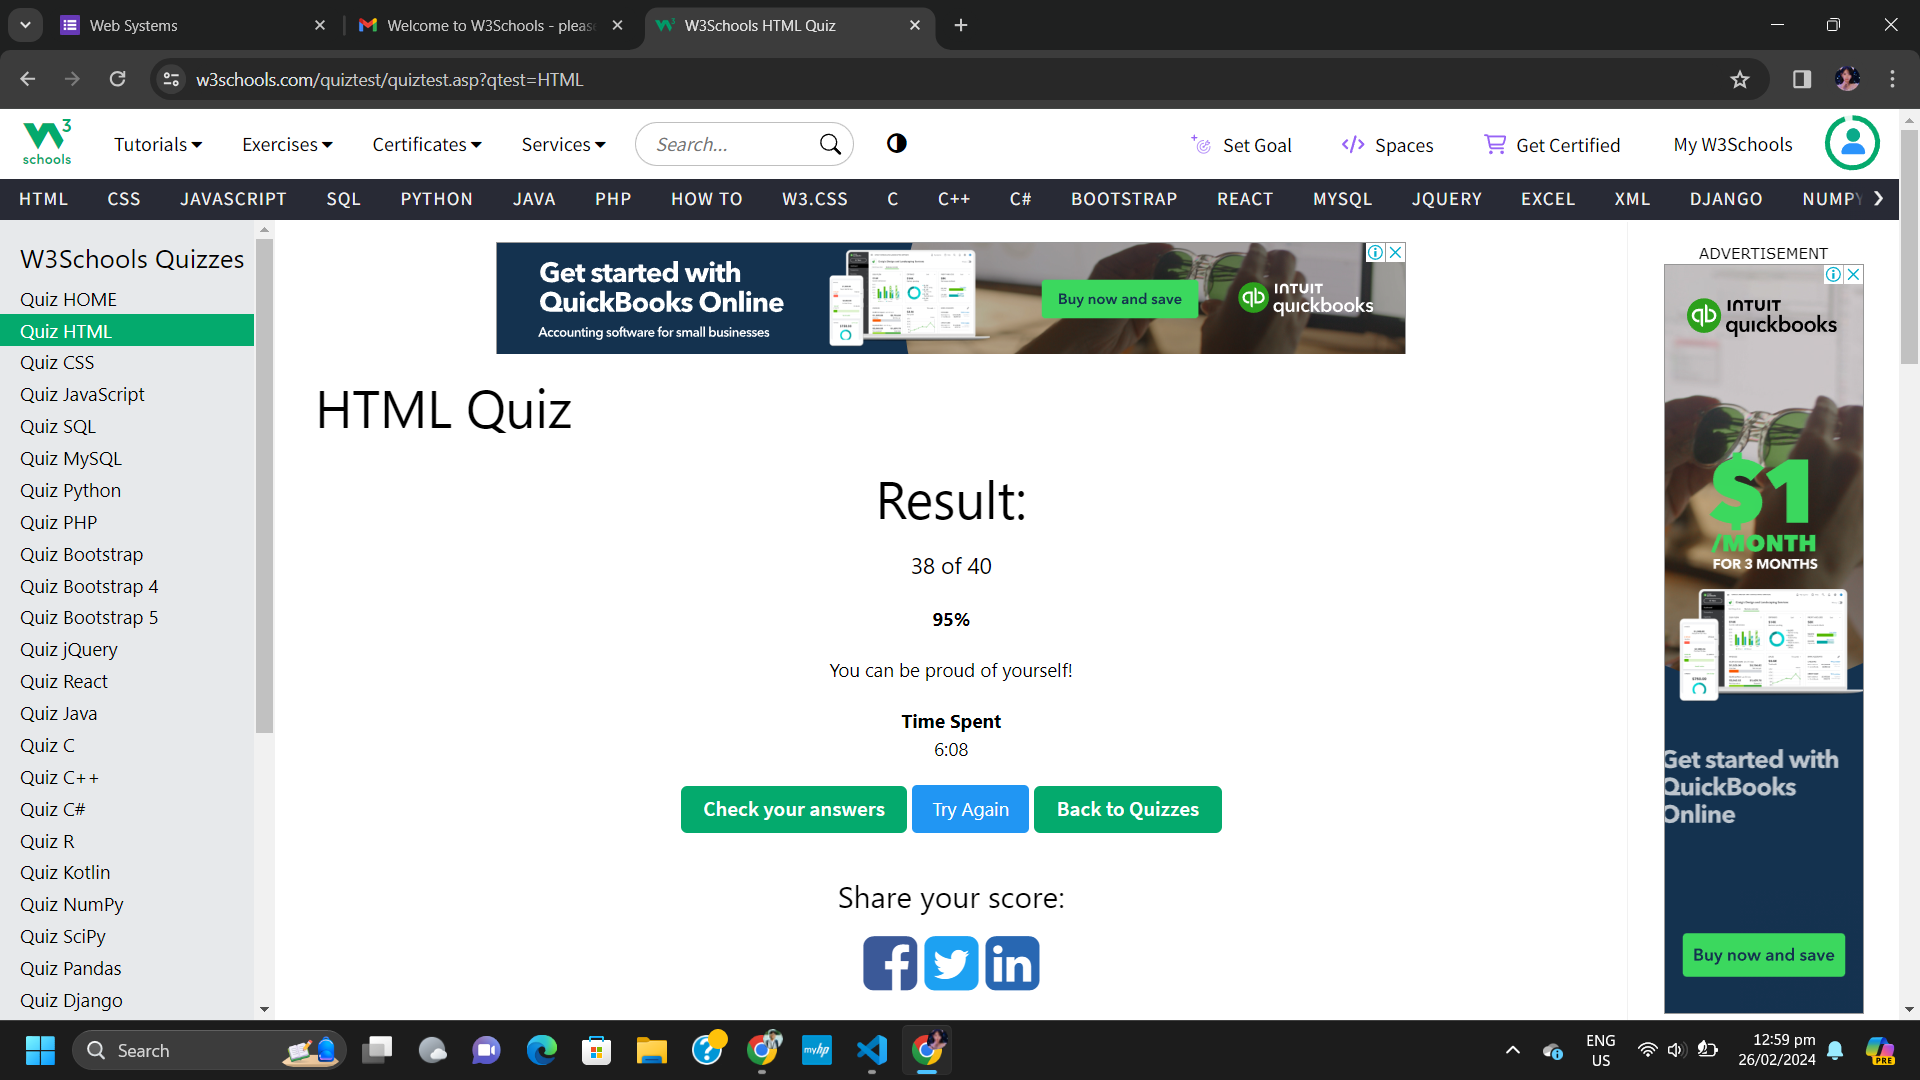 Web Systems
Welcome to W3Schools - pleas
W3Schools HTML Quiz
w3schools.com/quiztest/quiztest.asp?qtest=HTML
W3 schools
Tutorials
Exercises
Certificates
Services
Search...
Set Goal
Spaces
Get Certified
My W3Schools
HTML CSS JAVASCRIPT SQL PYTHON JAVA PHP HOW TO W3.CSS C C++ C# BOOTSTRAP REACT MYSQL JQUERY EXCEL XML DJANGO NUMPY
W3Schools Quizzes
Quiz HOME
Quiz HTML
Quiz CSS
Quiz JavaScript
Quiz SQL
Quiz MySQL
Quiz Python
Quiz PHP
Quiz Bootstrap
Quiz Bootstrap 4
Quiz Bootstrap 5
Quiz jQuery
Quiz React
Quiz Java
Quiz C
Quiz C++
Quiz C#
Quiz R
Quiz Kotlin
Quiz NumPy
Quiz SciPy
Quiz Pandas
Quiz Django
Get started with
QuickBooks Online
Accounting software for small businesses
Buy now and save
qb INTUIT
quickbooks
HTML Quiz
Result:
38 of 40
95%
You can be proud of yourself!
Time Spent
6:08
Check your answers
Try Again
Back to Quizzes
Share your score:
ADVERTISEMENT
qb INTUIT
quickbooks
$1
/MONTH
FOR 3 MONTHS
Get started with
QuickBooks
Online
Buy now and save
Search
myhp
ENG
US
12:59 pm
26/02/2024
PRE